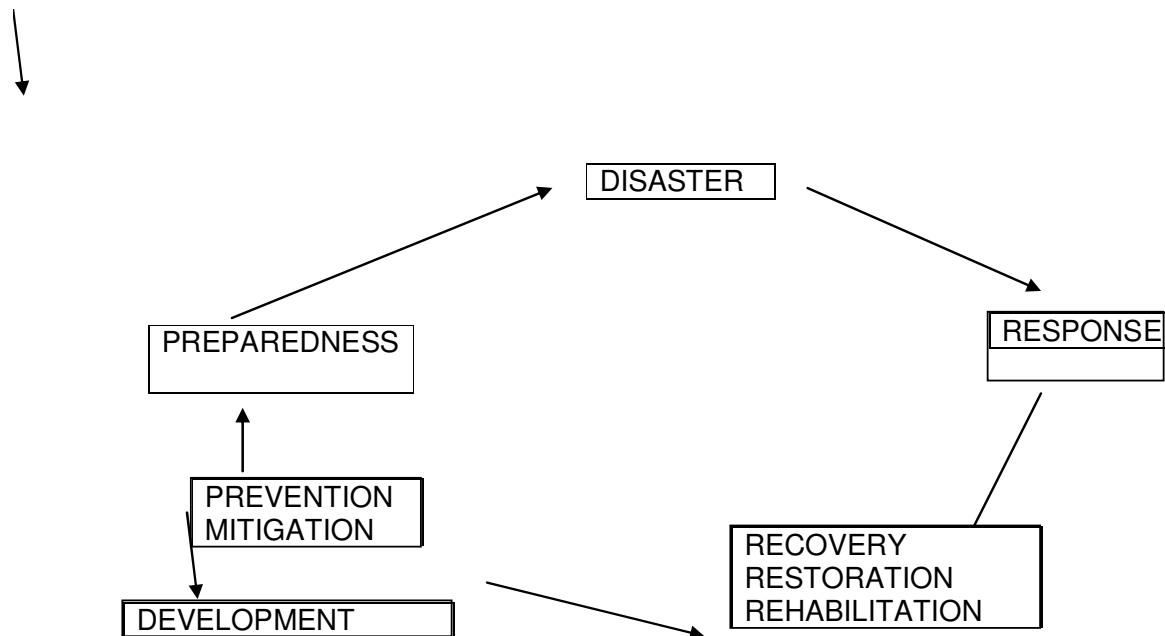 DISASTER
RESPONSE
PREPAREDNESS
PREVENTION
MITIGATION
RECOVERY
RESTORATION
REHABILITATION
DEVELOPMENT